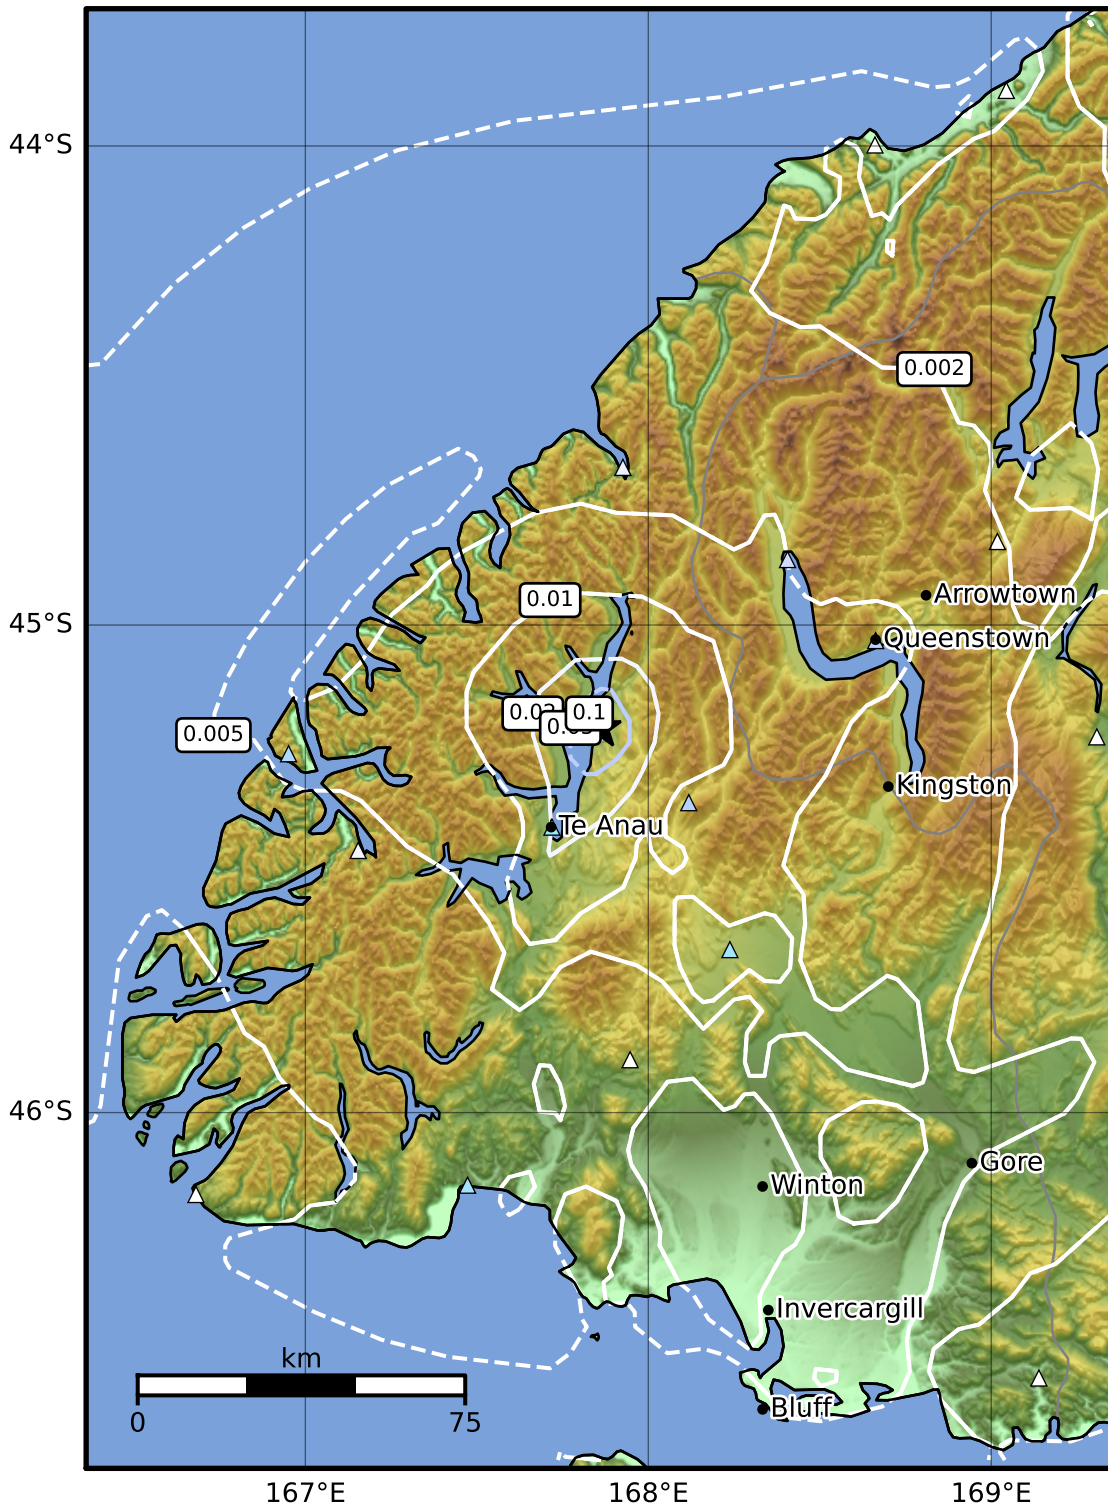 44°S
0.002
Arrowtown
0.01
45°S
Queenstown
0.1
0.005
Kingston
Te Anau
46°S
Gore
Winton
Invercargill
km
0
75
Bluff
167°E
168°E
169°E